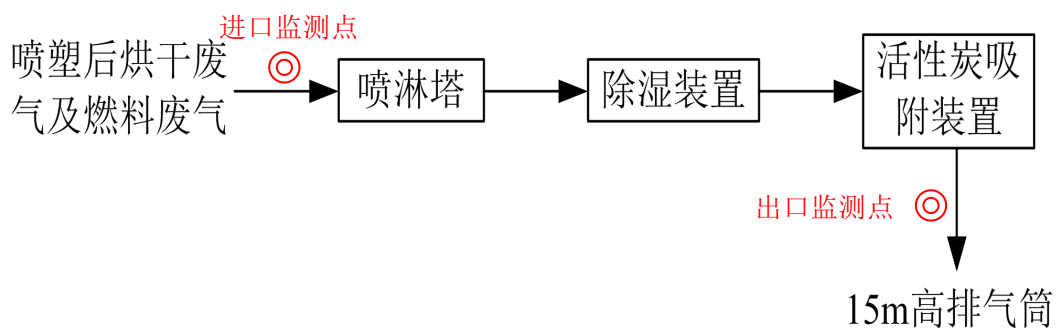 进口监测点
喷塑后烘干废
气及燃料废气
喷淋塔
除湿装置
活性炭吸
附装置
出口监测点
15m高排气筒